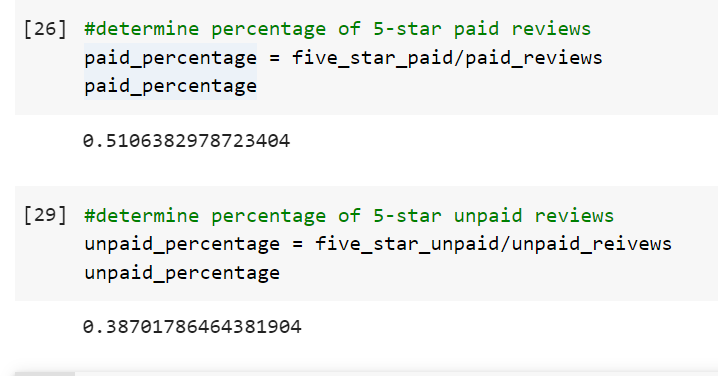 [26] #determine percentage of 5-star paid reviews
paid_percentage = five_star_paid/paid_reviews
paid_percentage
0.5106382978723404
[29] #determine percentage of 5-star unpaid reviews
unpaid_percentage = five_star_unpaid/unpaid_reivews
unpaid_percentage
0.38701786464381904